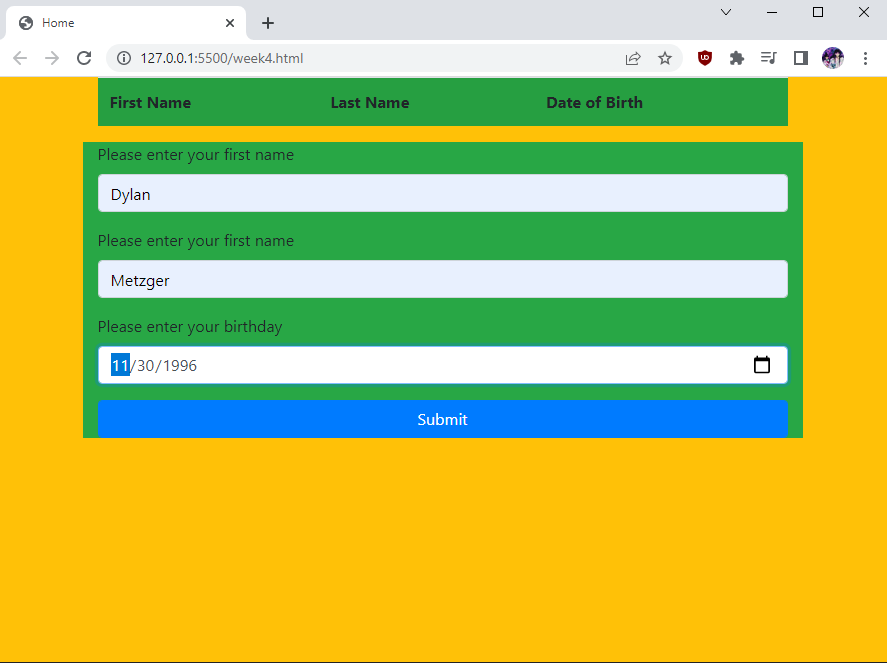 Home
127.0.0.1:5500/week4.html
First Name Last Name Date of Birth
Please enter your first name
Dylan
Please enter your first name
Metzger
Please enter your birthday
11/30/1996
Submit